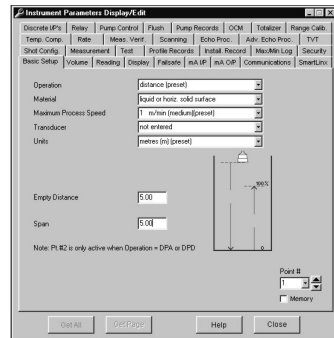 Instrument Parameters Display/Edit
Discrete I/P's Relay Pump Control Flush Pump Records OCM Totalizer Range Calib.
Temp. Comp. Rate Meas. Verif. Scanning Echo Proc. Adv. Echo Proc. TVT
Shot Config. Measurement Test Profile Records Install. Record Max/Min Log Security
Basic Setup Volume Reading Display Failsafe mA I/P mA O/P Communications SmartLinx
Operation distance (preset)
Material liquid or horiz. solid surface
Maximum Process Speed 1 m/min (medium)(preset)
Transducer not entered
Units metres (m) (preset)
100%
Empty Distance 5.00
Span 5.00
0
Note: Pt #2 is only active when Operation = DPA or DPD
Point #
1
Memory
Get All Get Page Help Close